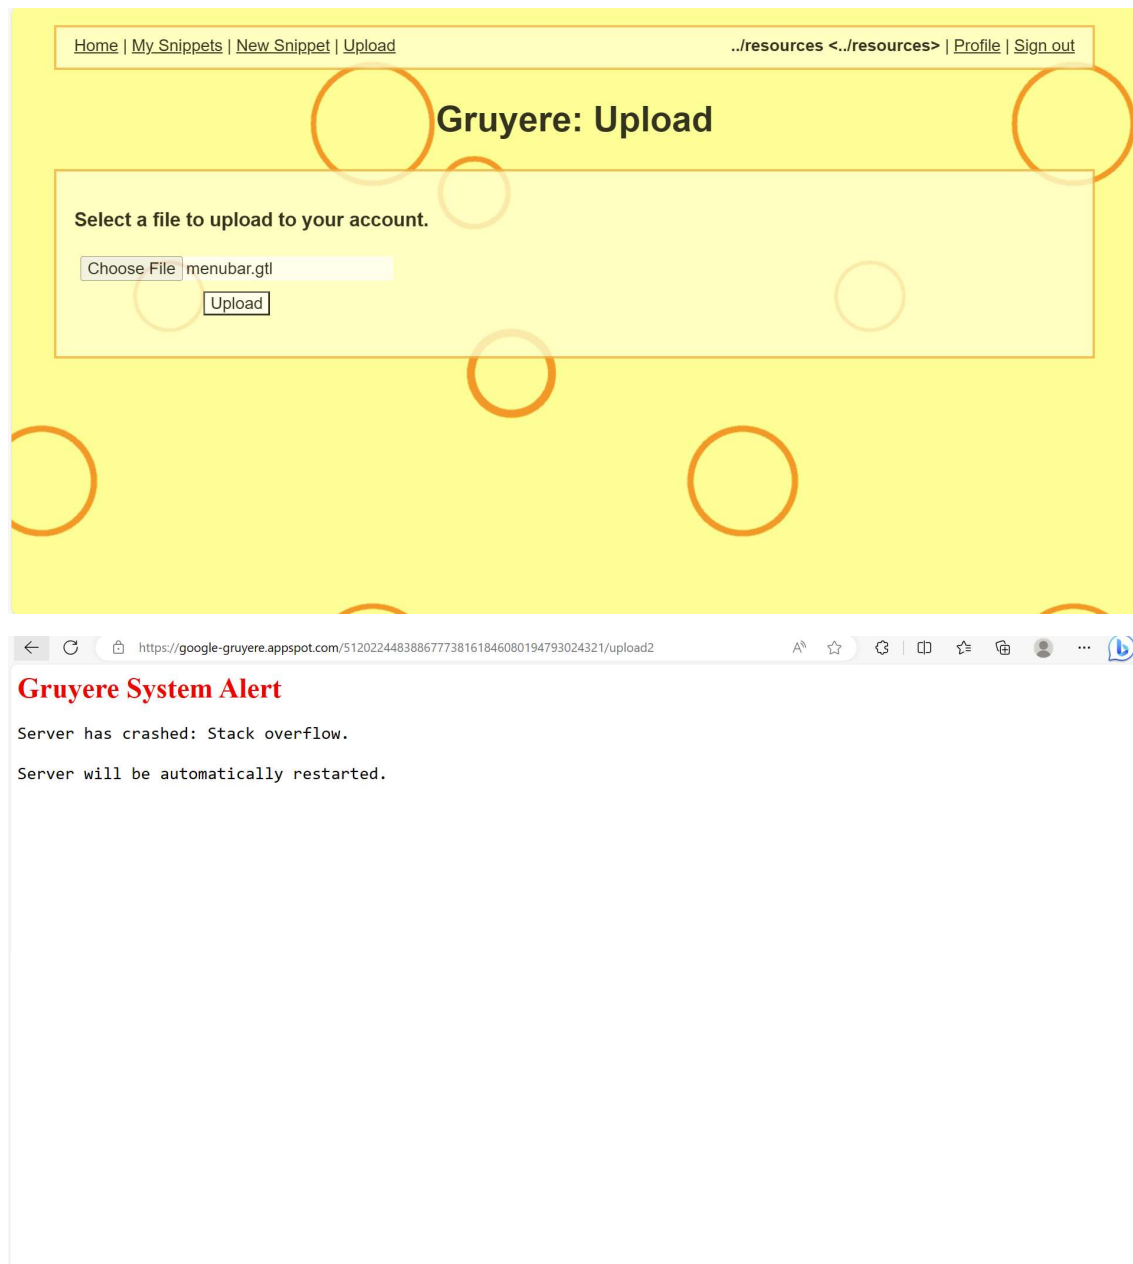 Home | My Snippets | New Snippet | Upload ../resources <../resources> | Profile | Sign out
Gruyere: Upload
Select a file to upload to your account.
Choose File menubar.gtl
Upload
https://google-gruyere.appspot.com/512022448388677738161846080194793024321/upload2
Gruyere System Alert
Server has crashed: Stack overflow.
Server will be automatically restarted.